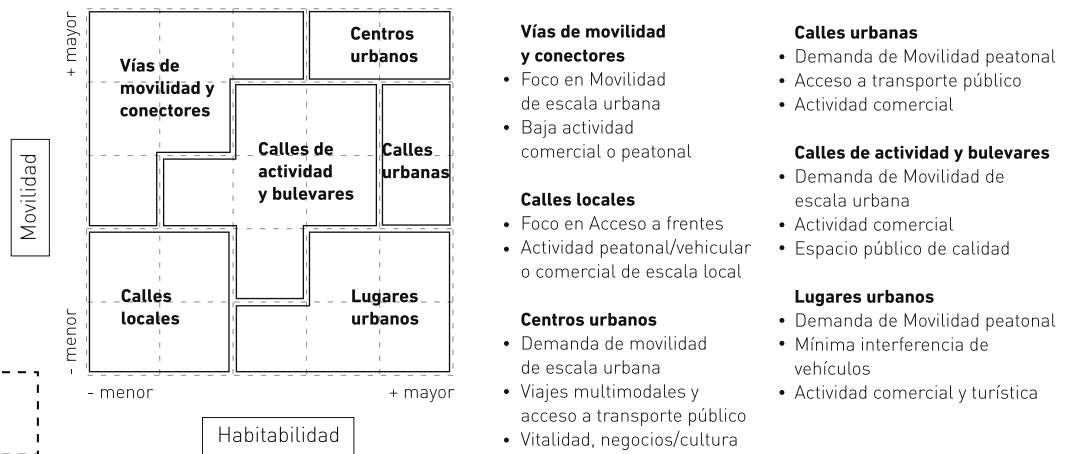 + mayor
Movilidad
- menor
Vías de
movilidad y
conectores
Centros
urbanos
Calles de
actividad
y bulevares
Calles
urbanas
Calles
locales
Lugares
urbanos
- menor
+ mayor
Habitabilidad
Vías de movilidad
y conectores
• Foco en Movilidad
de escala urbana
• Baja actividad
comercial o peatonal
Calles locales
• Foco en Acceso a frentes
• Actividad peatonal/vehicular
o comercial de escala local
Centros urbanos
• Demanda de movilidad
de escala urbana
• Viajes multimodales y
acceso a transporte público
• Vitalidad, negocios/cultura
Calles urbanas
• Demanda de Movilidad peatonal
• Acceso a transporte público
• Actividad comercial
Calles de actividad y bulevares
• Demanda de Movilidad de
escala urbana
• Actividad comercial
• Espacio público de calidad
Lugares urbanos
• Demanda de Movilidad peatonal
• Mínima interferencia de
vehículos
• Actividad comercial y turística